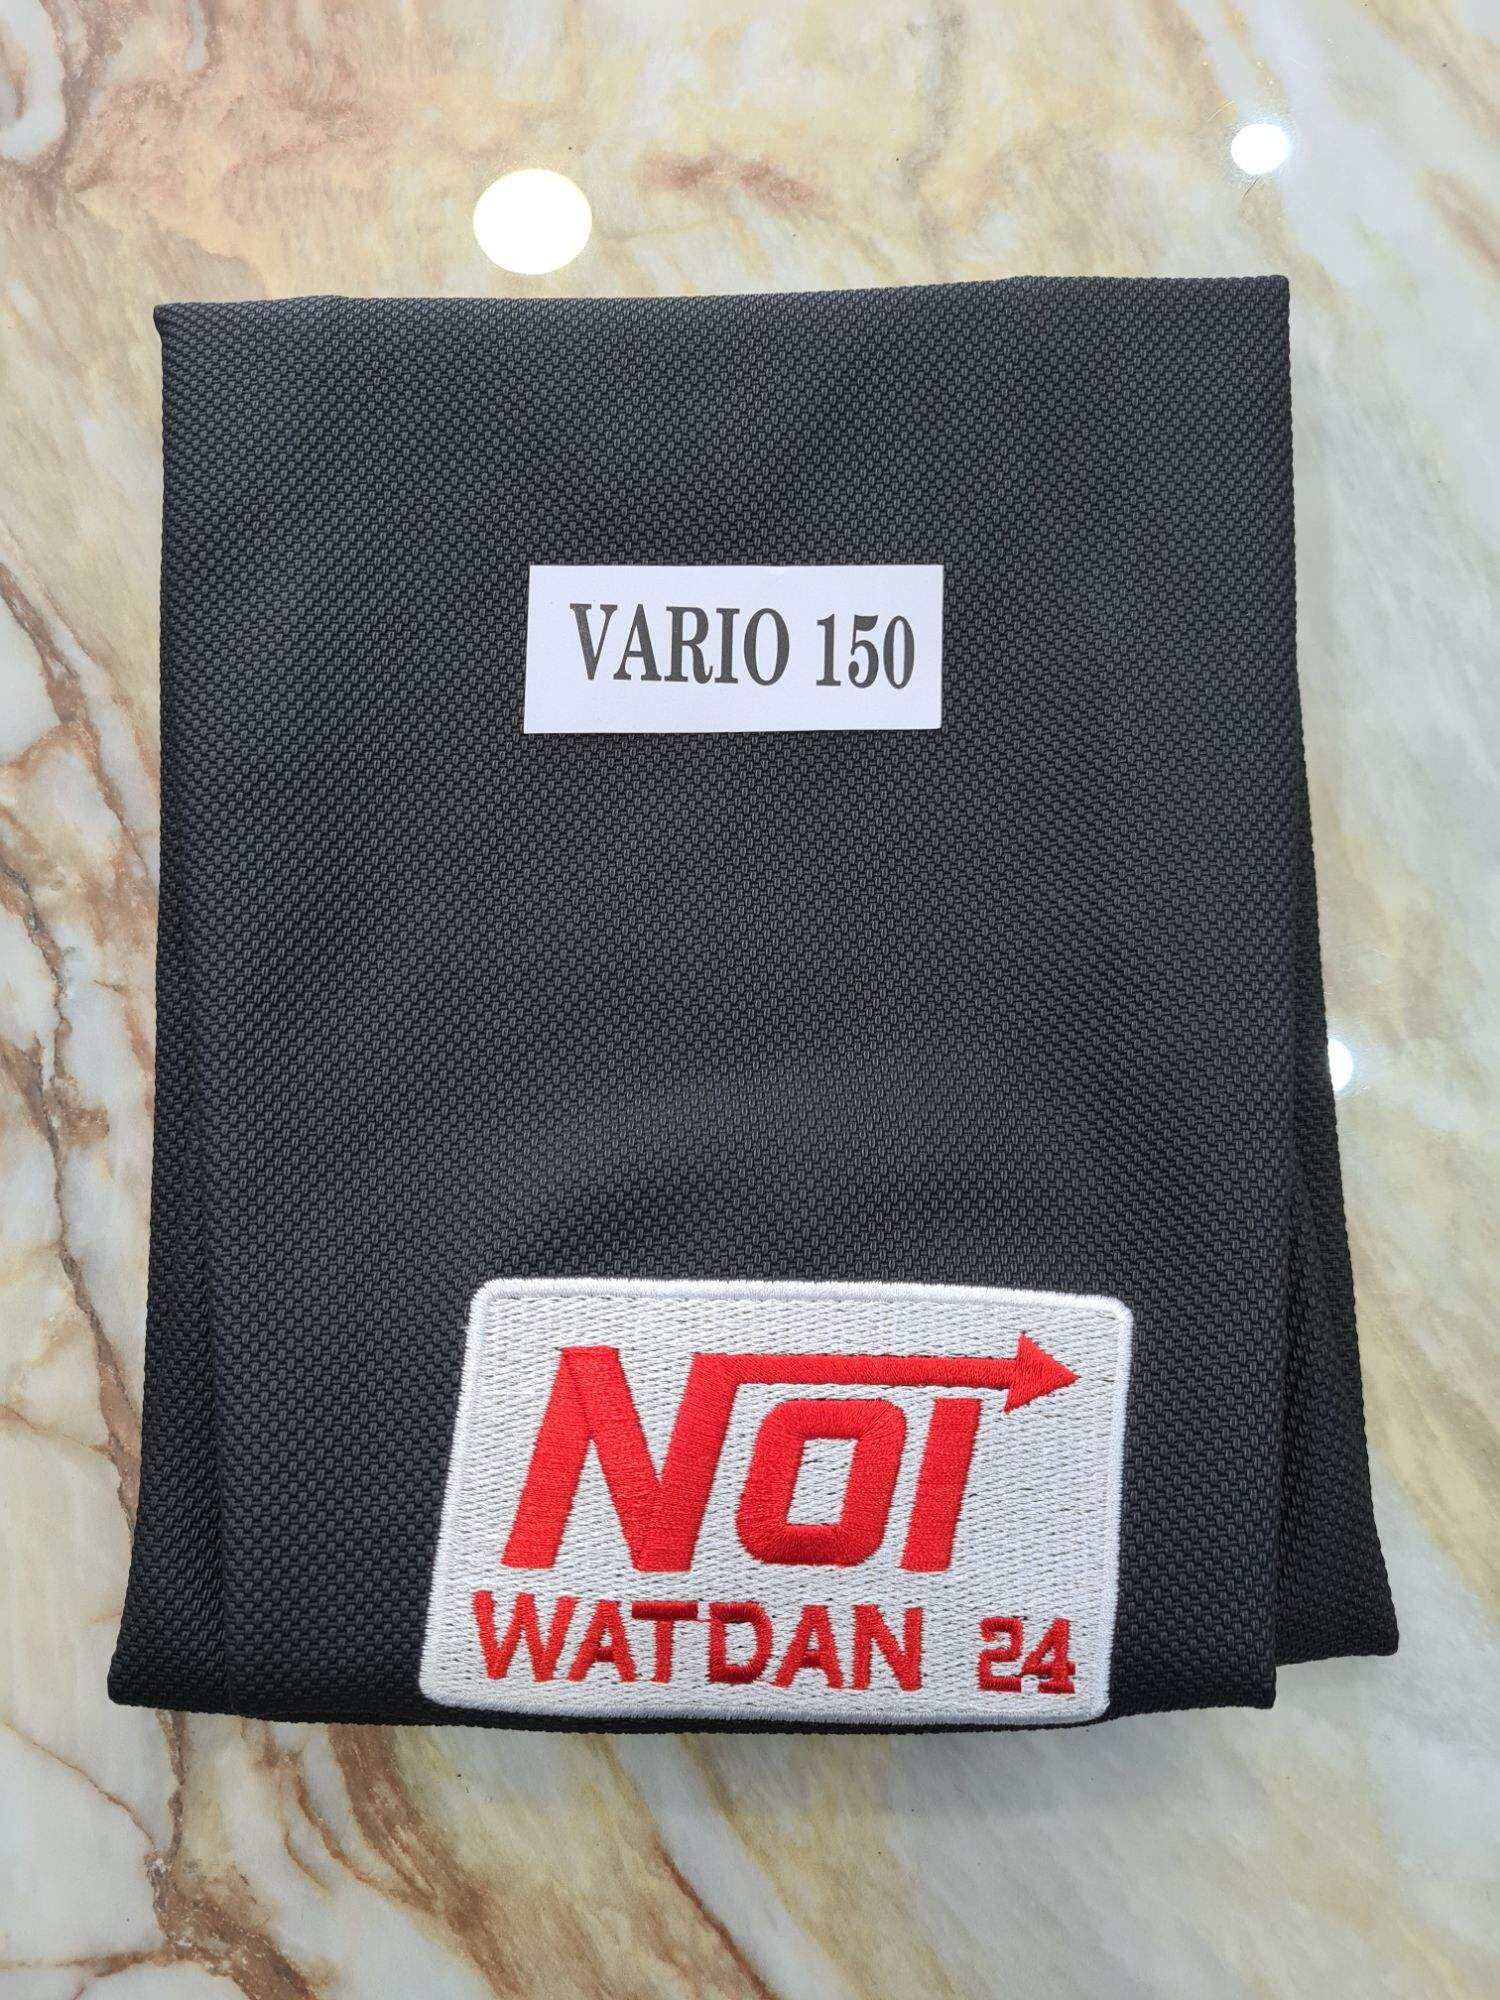 VARIO 150
NOI
WATDAN 24